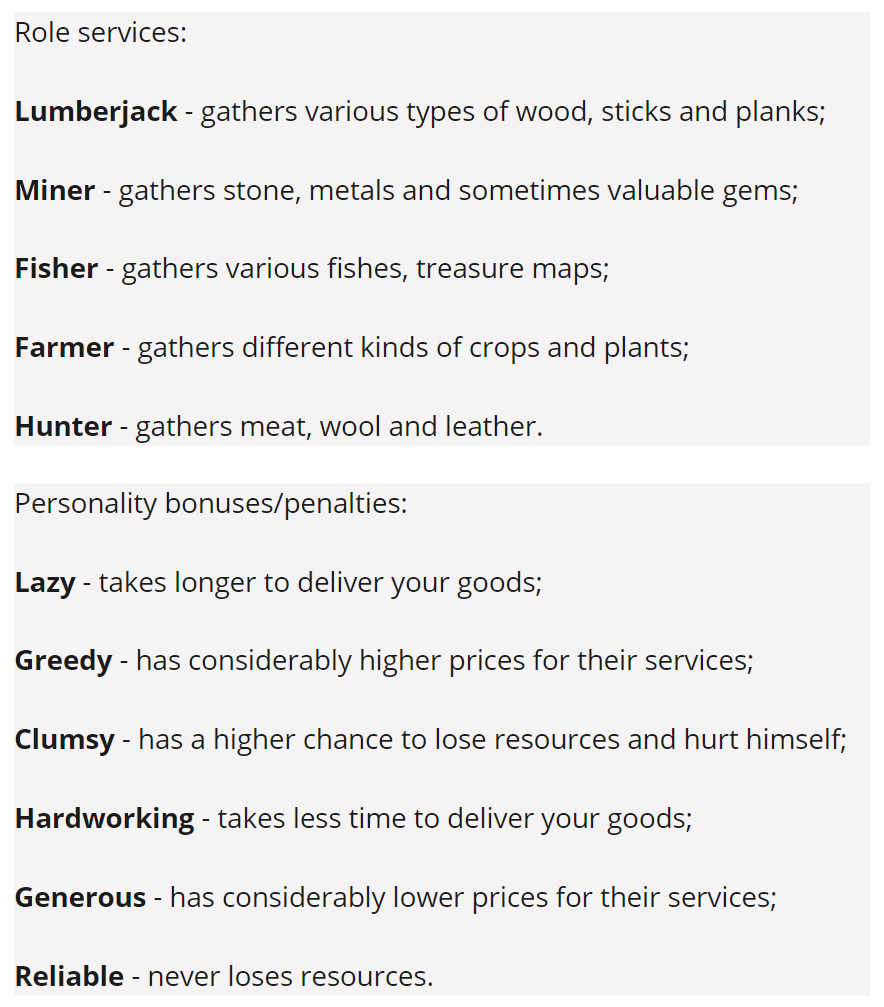 Role services:
Lumberjack - gathers various types of wood, sticks and planks;
Miner - gathers stone, metals and sometimes valuable gems;
Fisher - gathers various fishes, treasure maps;
Farmer - gathers different kinds of crops and plants;
Hunter - gathers meat, wool and leather.
Personality bonuses/penalties:
Lazy - takes longer to deliver your goods;
Greedy - has considerably higher prices for their services;
Clumsy - has a higher chance to lose resources and hurt himself;
Hardworking - takes less time to deliver your goods;
Generous - has considerably lower prices for their services;
Reliable - never loses resources.